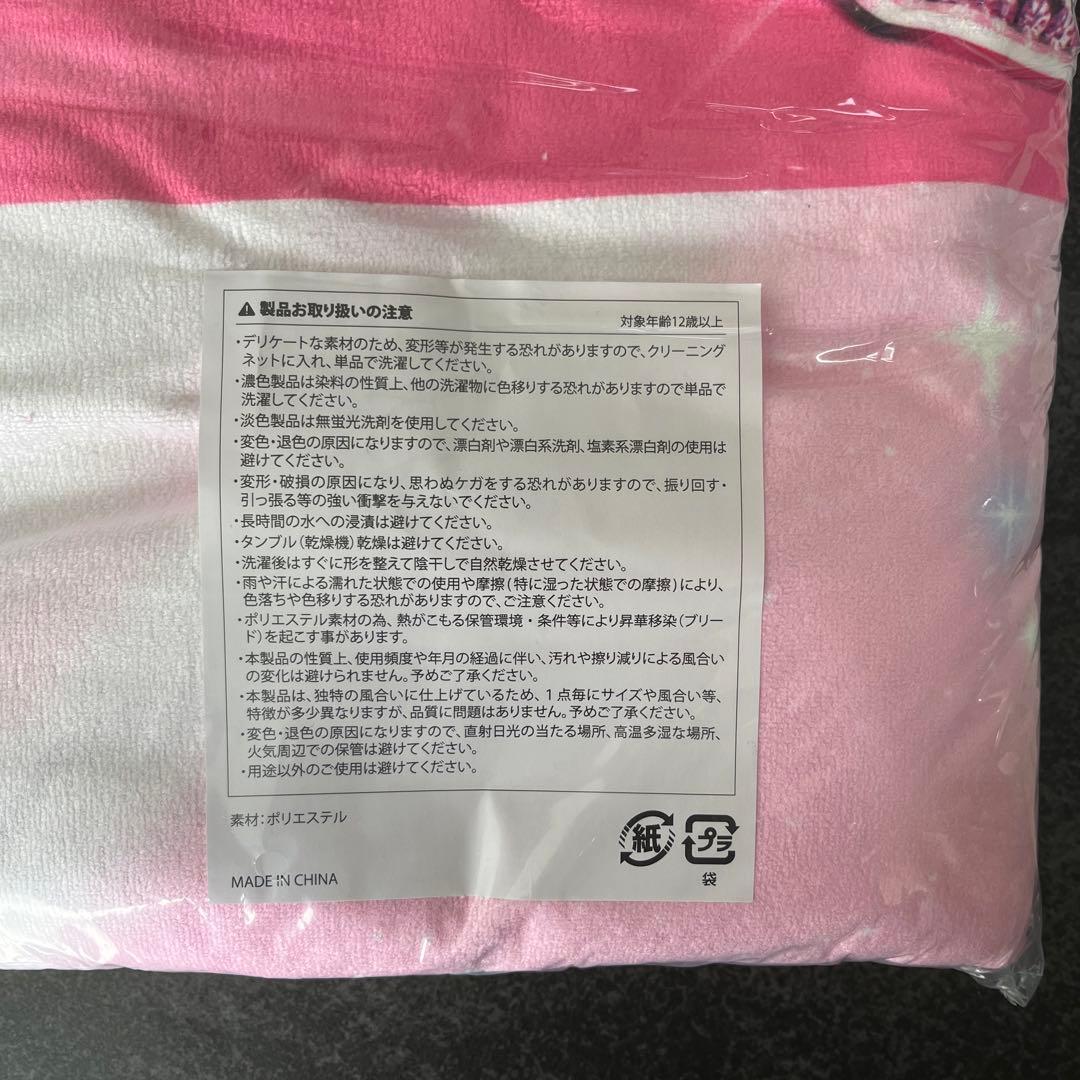 ⚠製品お取り扱いの注意
対象年齢12歳以上
・デリケートな素材のため、変形等が発生する恐れがありますので、クリーニング
ネットに入れ、単品で洗濯してください。
・濃色製品は染料の性質上、他の洗濯物に色移りする恐れがありますので単品で
洗濯してください。
・淡色製品は無蛍光洗剤を使用してください。
・変色・退色の原因になりますので、漂白剤や漂白系洗剤、塩素系漂白剤の使用は
避けてください。
・変形・破損の原因になり、思わぬケガをする恐れがありますので、振り回す・
引っ張る等の強い衝撃を与えないでください。
・長時間の水への浸漬は避けてください。
・タンブル(乾燥機)乾燥は避けてください。
・洗濯後はすぐに形を整えて陰干しで自然乾燥させてください。
・雨や汗による濡れた状態での使用や摩擦(特に湿った状態での摩擦)により、
色落ちや色移りする恐れがありますので、ご注意ください。
・ポリエステル素材の為、熱がこもる保管環境・条件等により昇華移染(ブリー
ド)を起こす事があります。
・本製品の性質上、使用頻度や年月の経過に伴い、汚れや擦り減りによる風合い
の変化は避けられません。予めご了承ください。
・本製品は、独特の風合いに仕上げているため、1点毎にサイズや風合い等、
特徴が多少異なりますが、品質に問題はありません。予めご了承ください。
・変色・退色の原因になりますので、直射日光の当たる場所、高温多湿な場所、
火気周辺での保管は避けてください。
・用途以外のご使用は避けてください。
素材:ポリエステル
紙 プラ
袋
MADE IN CHINA